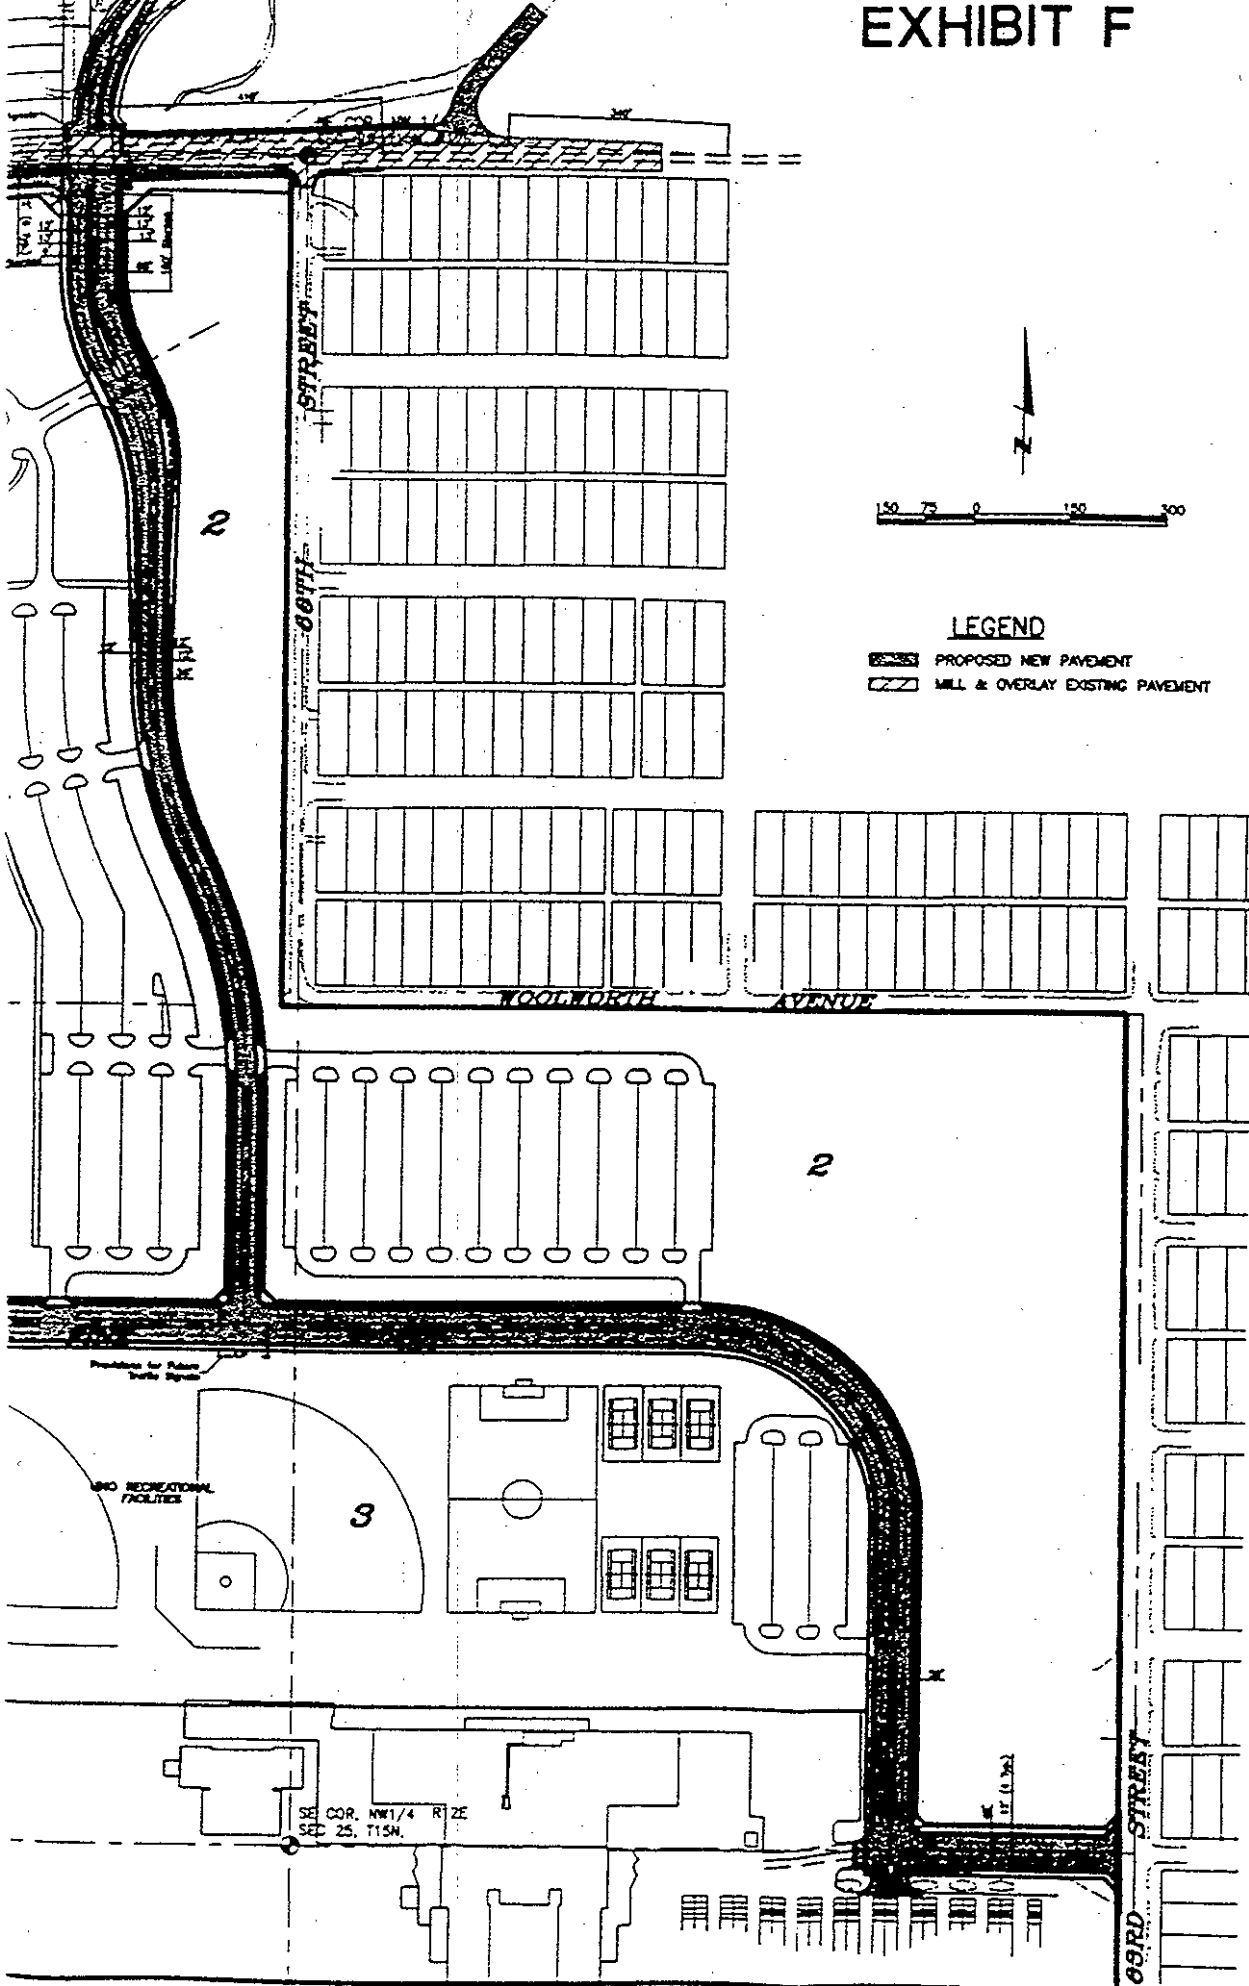 EXHIBIT F
STREET
150 75 0 150 300
2
66TH
LEGEND
PROPOSED NEW PAVEMENT
MILL & OVERLAY EXISTING PAVEMENT
WOOLWORTH AVENUE
2
Provisions for Future
Traffic Signals
UNO RECREATIONAL
FACILITIES
3
SE COR. NW1/4
SEC 25, T15N,
STREET
63RD